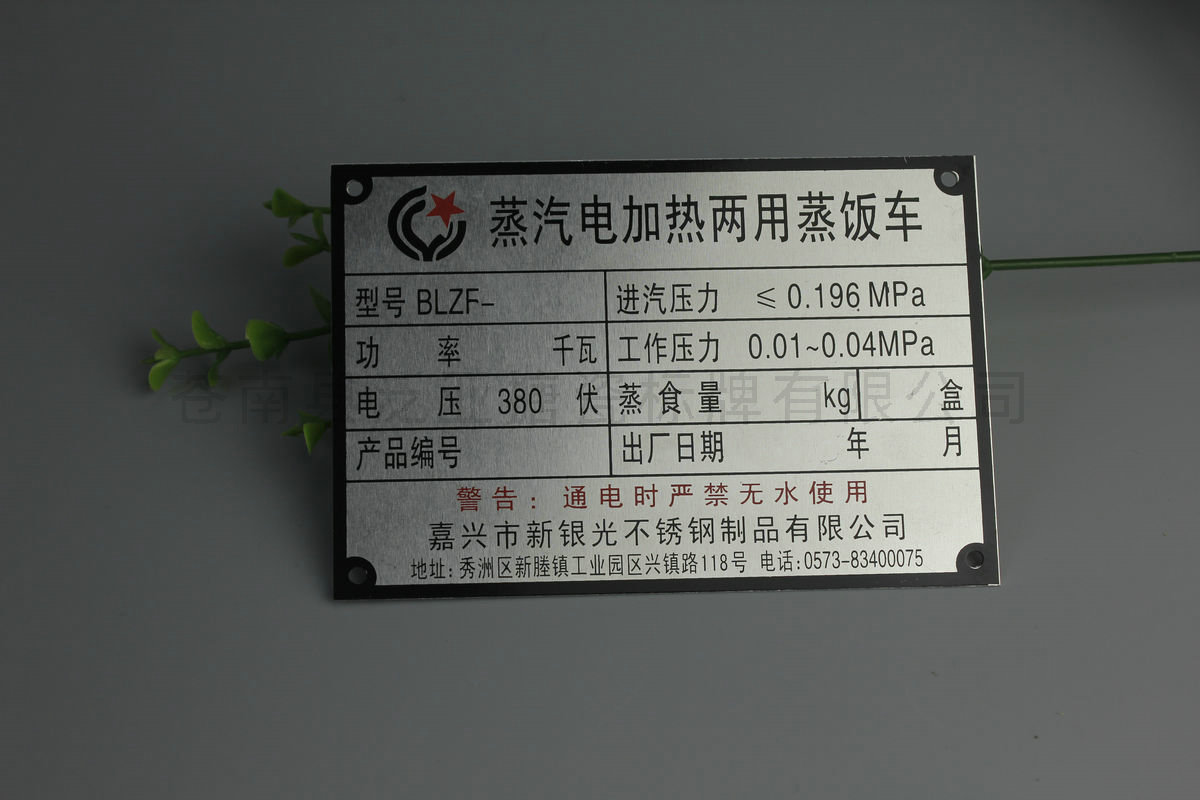 蒸汽电加热两用蒸饭车
型号 BLZF- 进汽压力 ≤ 0.196 MPa
功 率 千瓦 工作压力 0.01~0.04MPa
电 压 380 伏 蒸食量 kg 盒
产品编号 出厂日期 年 月
警告：通电时严禁无水使用
嘉兴市新银光不锈钢制品有限公司
地址：秀洲区新塍镇工业园区兴镇路118号 电话：0573-83400075